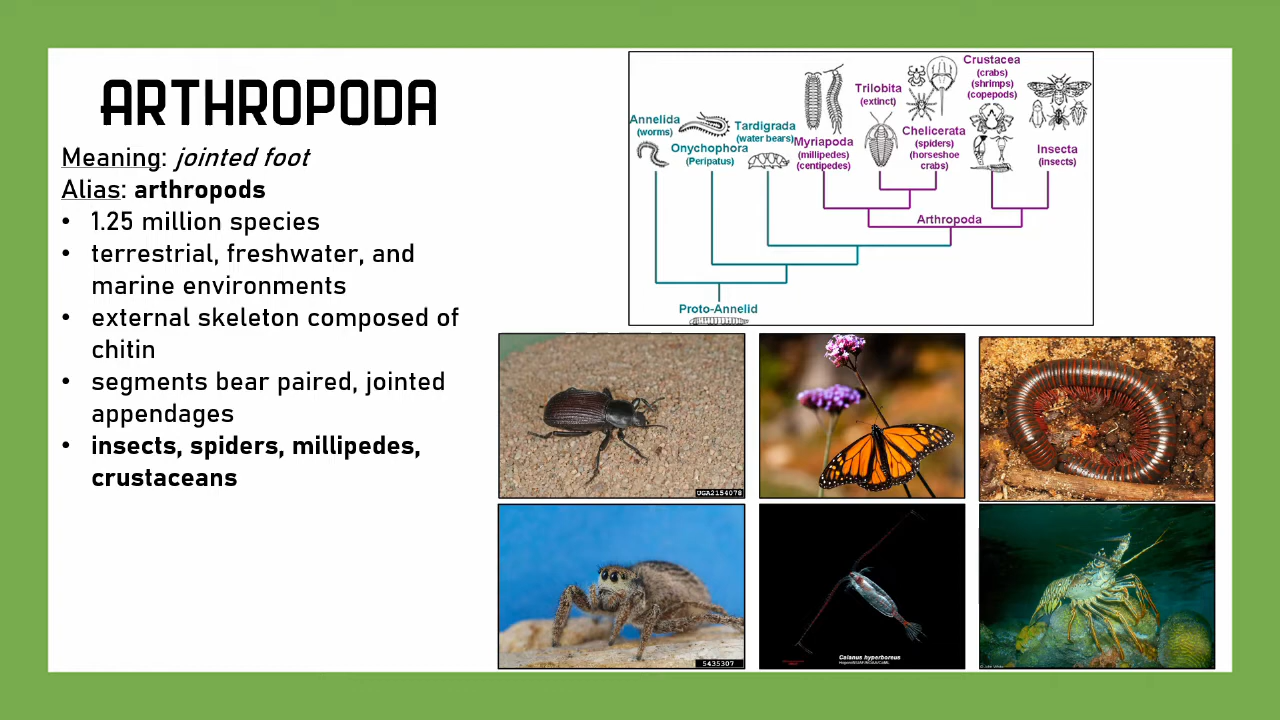 ARTHROPODA
Meaning: jointed foot
Alias: arthropods
• 1.25 million species
• terrestrial, freshwater, and
marine environments
• external skeleton composed of
chitin
• segments bear paired, jointed
appendages
• insects, spiders, millipedes,
crustaceans
Annelida
(worms)
Onychophora
(Peripatus)
Tardigrada
(water bears)
Myriapoda
(millipedes)
(centipedes)
Trilobita
(extinct)
Chelicerata
(spiders)
(horseshoe
crabs)
Crustacea
(crabs)
(shrimps)
(copepods)
Insecta
(insects)
Arthropoda
Proto-Annelid
UGA2154078
5435307
Calanus hyperboreus